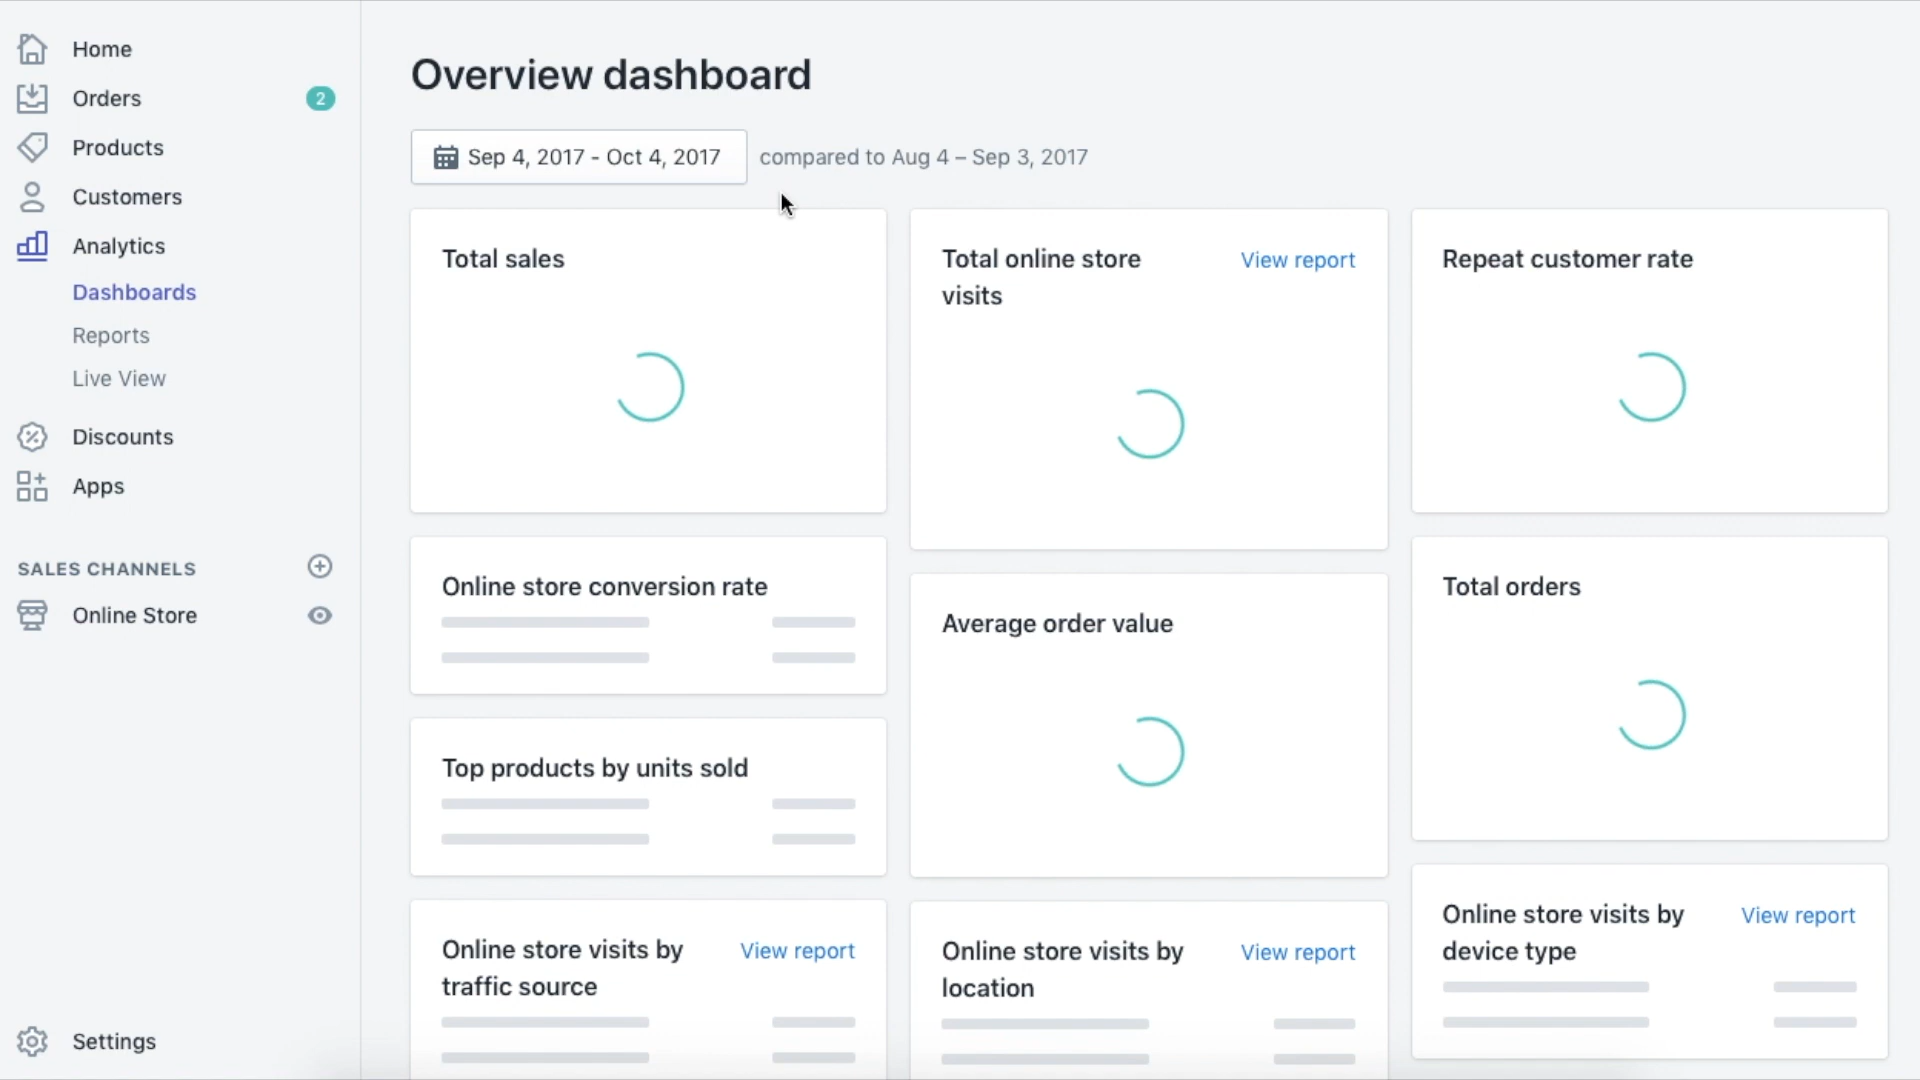 Home
Orders
2
Products
Customers
Analytics
Dashboards
Reports
Live View
Discounts
Apps
SALES CHANNELS
Online Store
Settings
Overview dashboard
Sep 4, 2017 - Oct 4, 2017
compared to Aug 4 – Sep 3, 2017
Total sales
Online store conversion rate
Top products by units sold
Online store visits by
traffic source
View report
Total online store
visits
View report
Average order value
Online store visits by
location
View report
Repeat customer rate
Total orders
Online store visits by
device type
View report